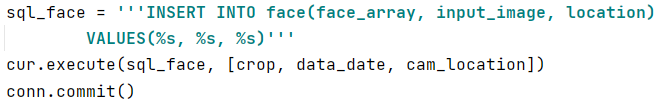 sql_face = '''INSERT INTO face(face_array, input_image, location)
        VALUES(%s, %s, %s)'''
cur.execute(sql_face, [crop, data_date, cam_location])
conn.commit()